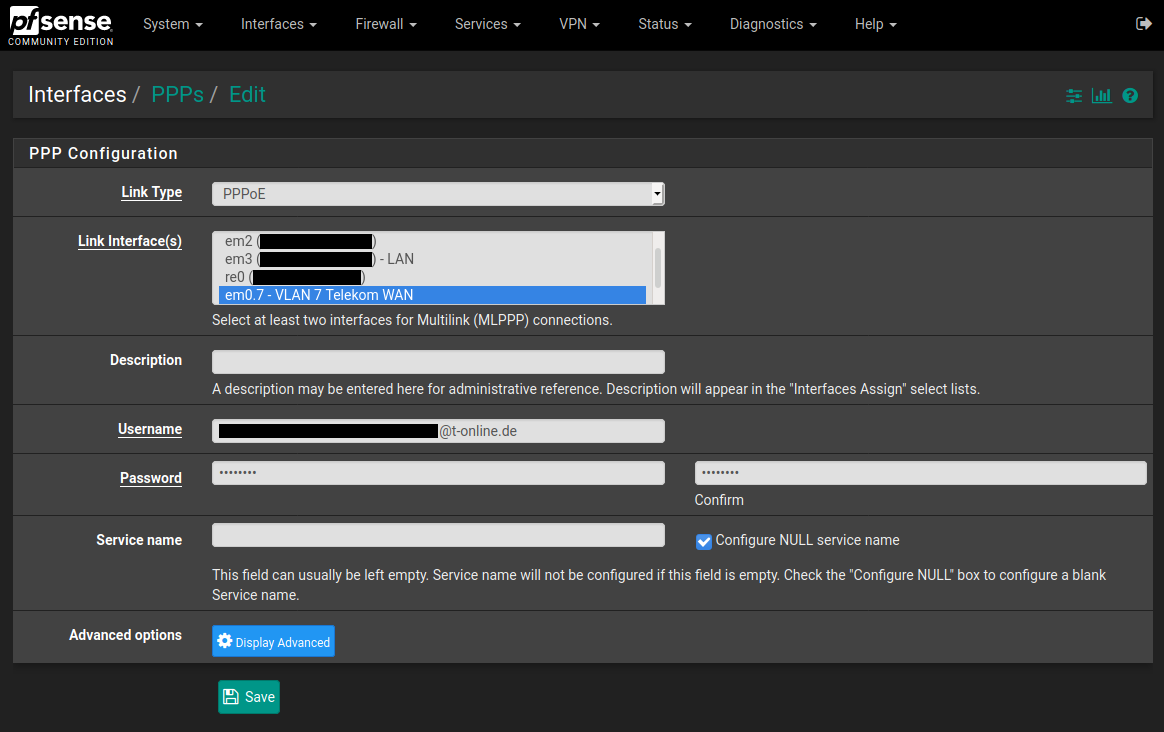 pfsense
COMMUNITY EDITION
System Interfaces Firewall Services VPN Status Diagnostics Help
Interfaces / PPPs / Edit
PPP Configuration
Link Type PPPoE
Link Interface(s)
em2 ( )
em3 ( ) - LAN
re0 ( )
em0.7 - VLAN 7 Telekom WAN
Select at least two interfaces for Multilink (MLPPP) connections.
Description
A description may be entered here for administrative reference. Description will appear in the "Interfaces Assign" select lists.
Username @t-online.de
Password •••••••• ••••••••
Confirm
Service name Configure NULL service name
This field can usually be left empty. Service name will not be configured if this field is empty. Check the "Configure NULL" box to configure a blank
Service name.
Advanced options Display Advanced
Save